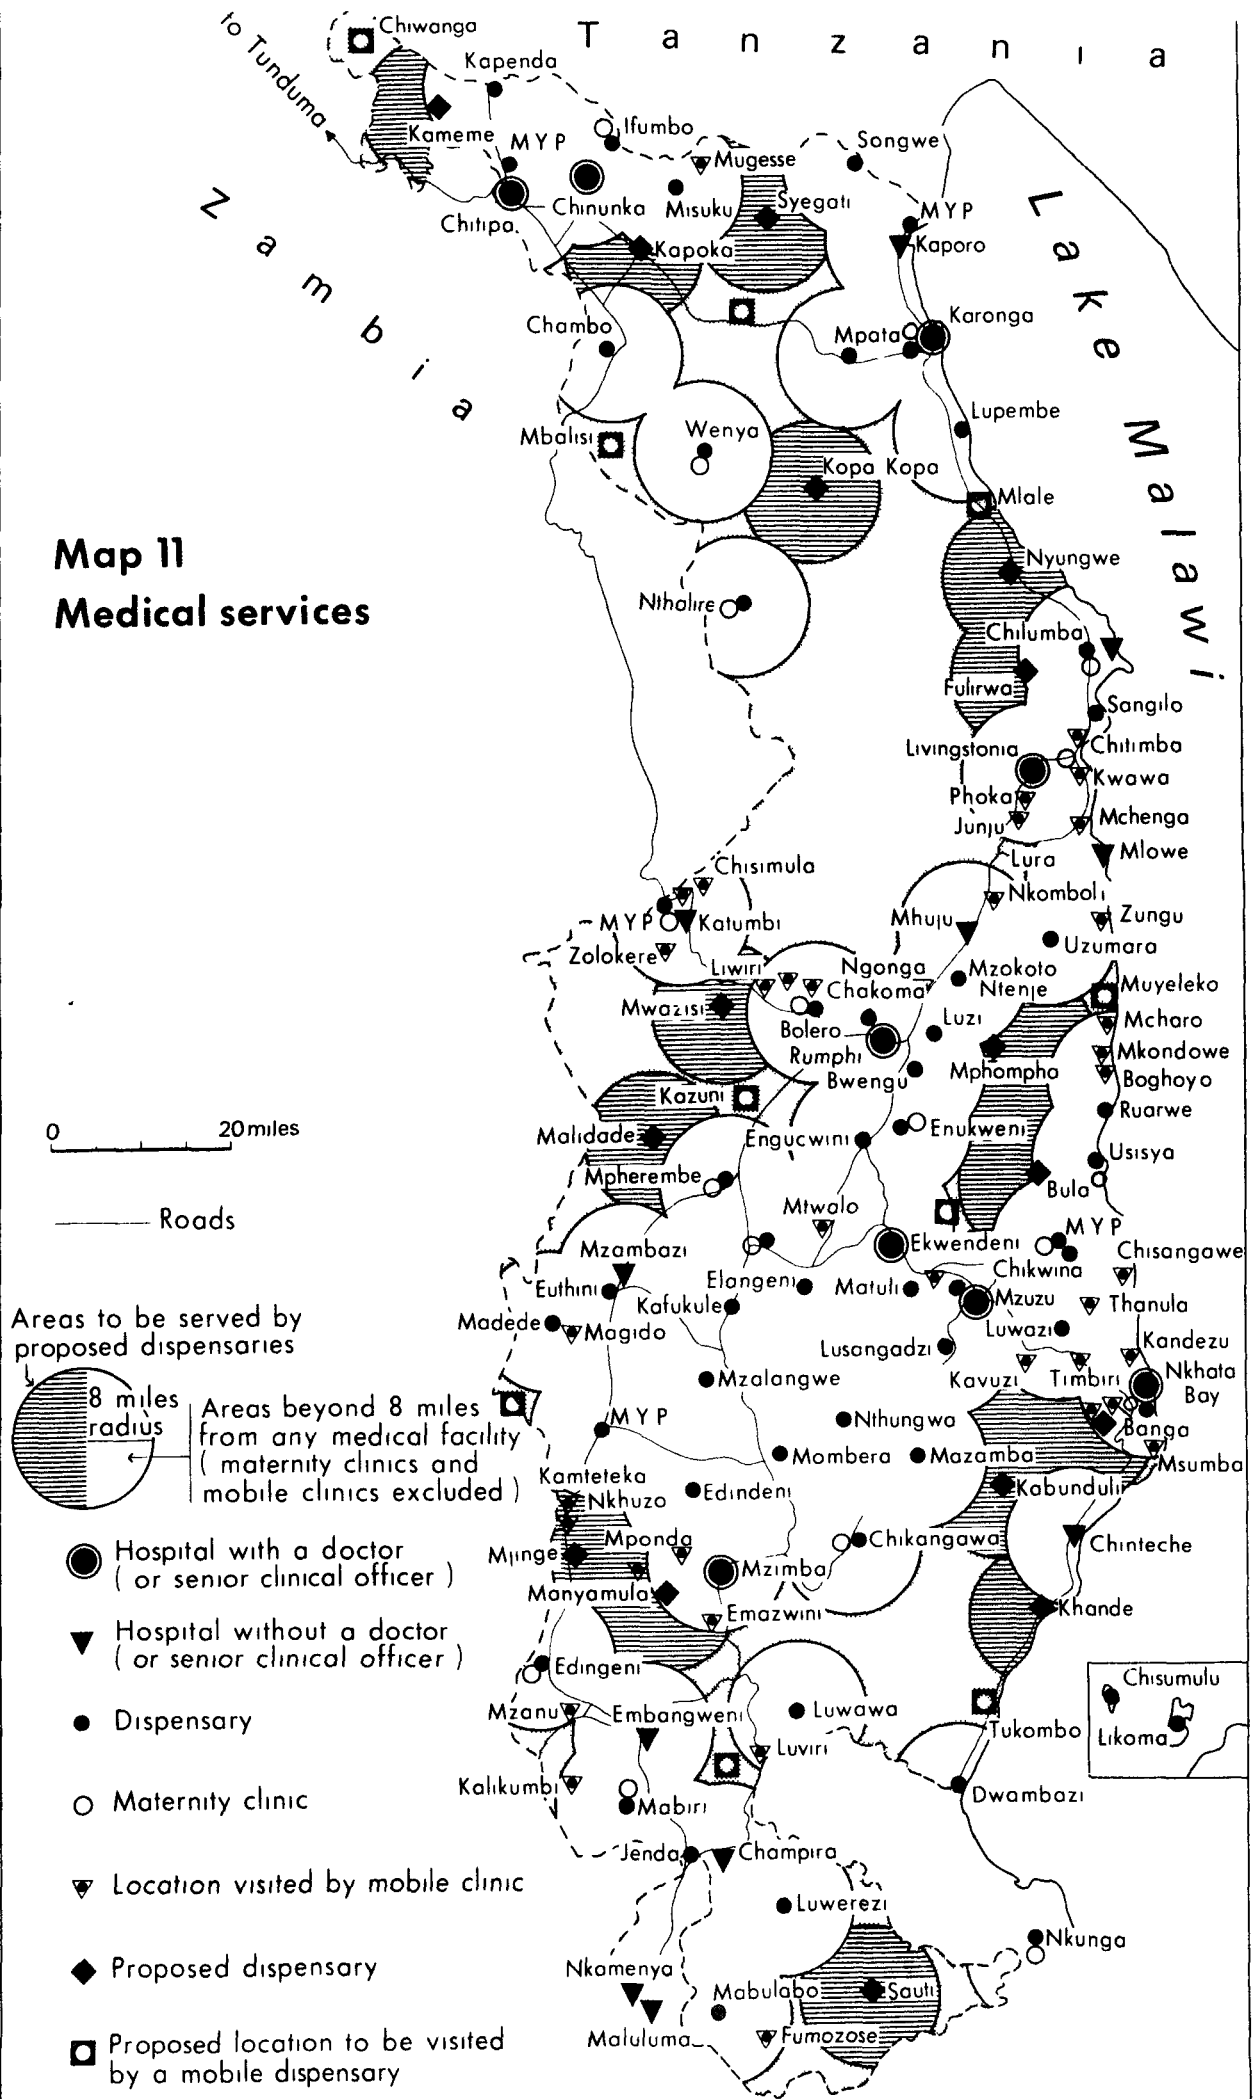 Tanzania
to Tunduma
Chiwanga
Kapenda
Ifumbo
Kameme
MYP
Mugesse
Songwe
Zambia
Chinunka
Misuku
Syegati
Chitipa
MYP
Kaporo
Lake Malawi
Kapoka
Chambo
Mpata
Karonga
Lupembe
Mbalisi
Wenya
Kopa Kopa
Mlale
Map 11
Medical services
Nyungwe
Nthalire
Chilumba
Fulirwa
Sangilo
Livingstonia
Chitimba
Kwawa
Phoka
Junju
Mchenga
Mlowe
Lura
Chisimula
Nkomboli
MYP
Katumbi
Mhuju
Zungu
Uzumara
Zolokere
Liwiri
Ngonga
Mzokoto
Chakoma
Ntenje
Muyeleko
Mwazisi
Bolero
Luzi
Mcharo
Rumphi
Mkondowe
Bwengu
Mphompha
Boghoyo
Kazuni
Ruarwe
0 20 miles
Malidade
Engucwini
Enukweni
Usisya
Mpherembe
Bula
Roads
Mtwalo
MYP
Mzambazi
Ekwendeni
Chisangawe
Chikwina
Euthini
Elangeni
Matuli
Mzuzu
Thanula
Kafukule
Madede
Magido
Luwazi
Lusangadzi
Kandezu
Areas to be served by
proposed dispensaries
Mzalangwe
Kavuzi
Timbiri
Nkhata
Bay
8 miles
radius
Areas beyond 8 miles
from any medical facility
( maternity clinics and
mobile clinics excluded )
MYP
Nthungwa
Banga
Mombera
Mazamba
Msumba
Kamteteka
Nkhuzo
Edindeni
Kabunduli
Hospital with a doctor
( or senior clinical officer )
Mponda
Chikangawa
Chinteche
Mjinge
Mzimba
Manyamula
Emazwini
Khande
Hospital without a doctor
( or senior clinical officer )
Edingeni
Chisumulu
Dispensary
Mzanu
Embangweni
Luwawa
Tukombo
Likoma
Luviri
Kalikumbi
Maternity clinic
Mabiri
Dwambazi
Jenda
Champira
Location visited by mobile clinic
Luwerezi
Nkunga
Proposed dispensary
Nkamenya
Mabulabo
Sauti
Maluluma
Fumozose
Proposed location to be visited
by a mobile dispensary